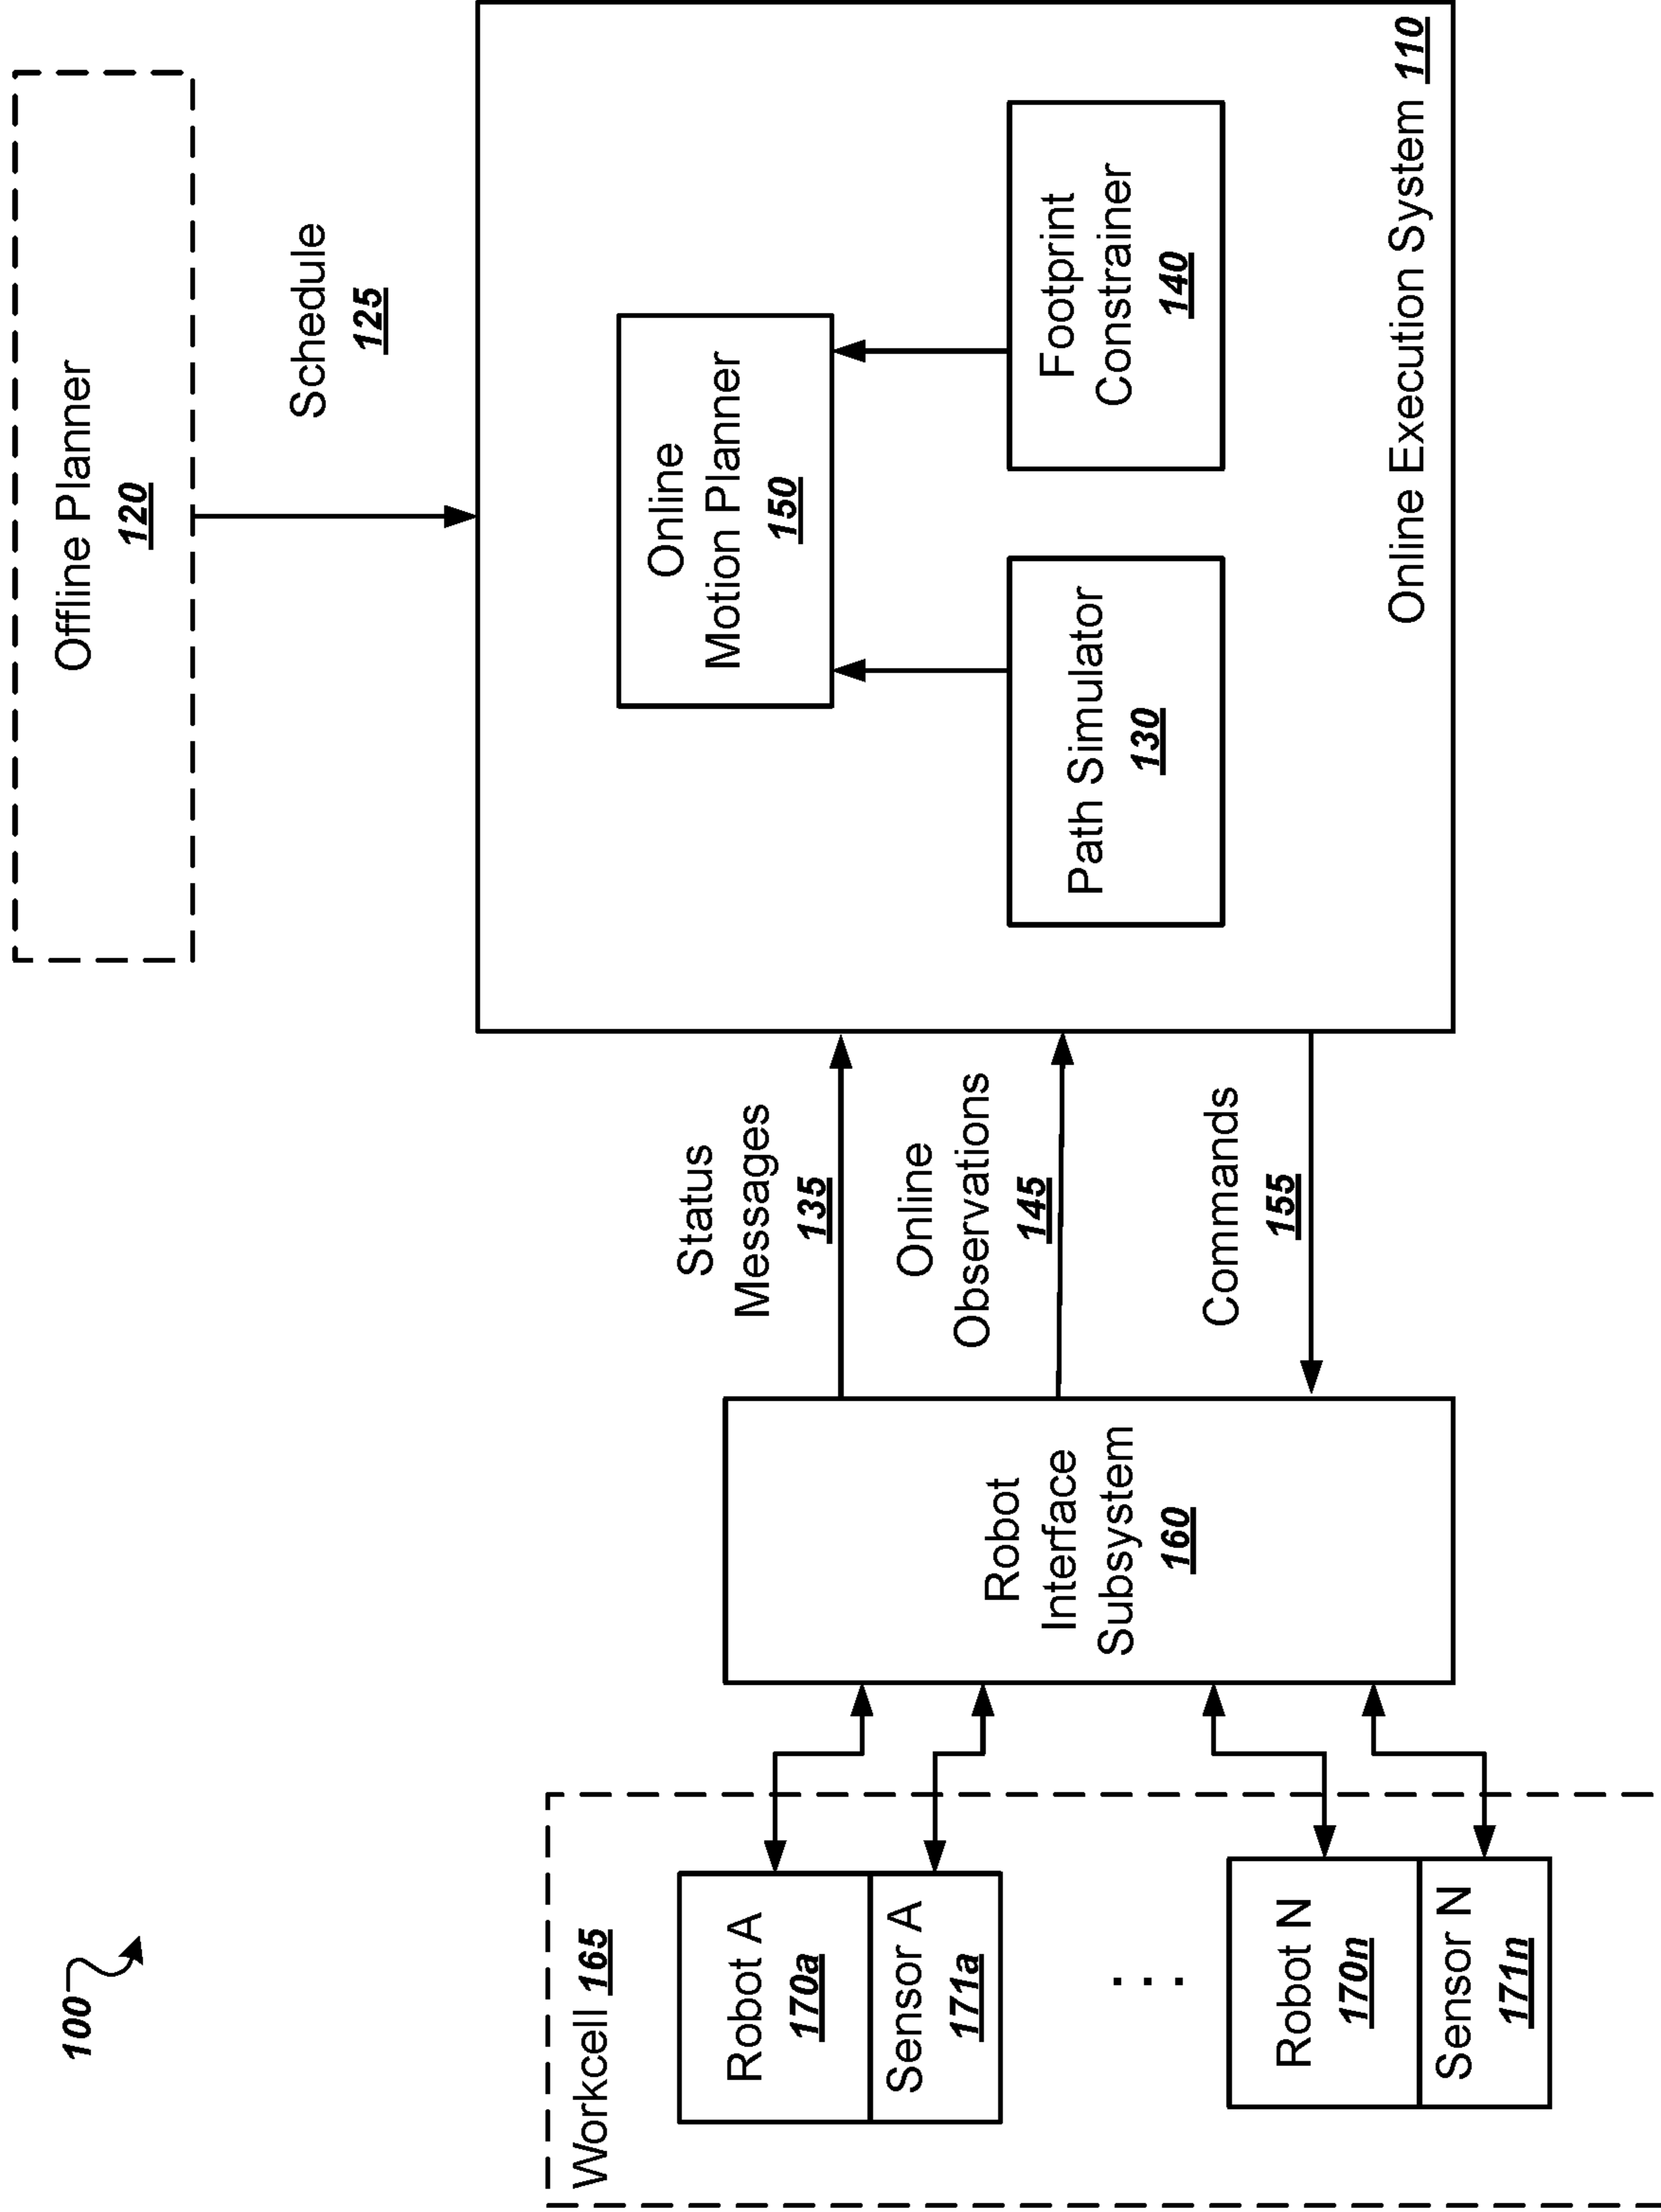 100
Offline Planner
120
Schedule
125
Online
Motion Planner
150
Path Simulator
130
Footprint
Constrainer
140
Online Execution System 110
Status
Messages
135
Online
Observations
145
Commands
155
Robot
Interface
Subsystem
160
Workcell 165
Robot A
170a
Sensor A
171a
. . .
Robot N
170n
Sensor N
171n